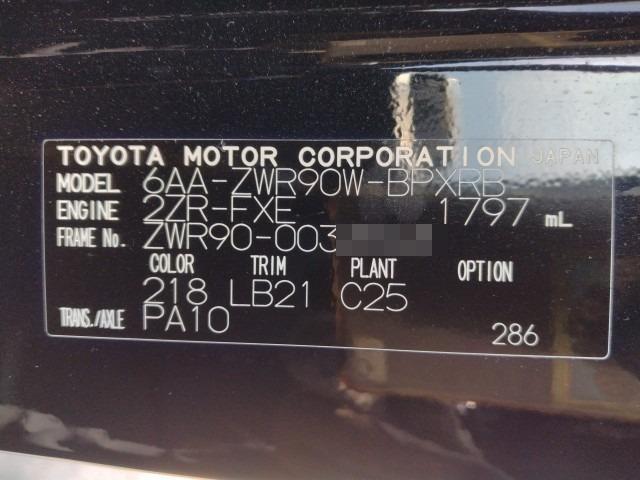 TOYOTA MOTOR CORPORATION JAPAN
MODEL 6AA-ZWR90W-BPXRB
ENGINE 2ZR-FXE 1797 mL
FRAME No. ZWR90-003
COLOR TRIM PLANT OPTION
218 LB21 C25
TRANS./AXLE PA10
286